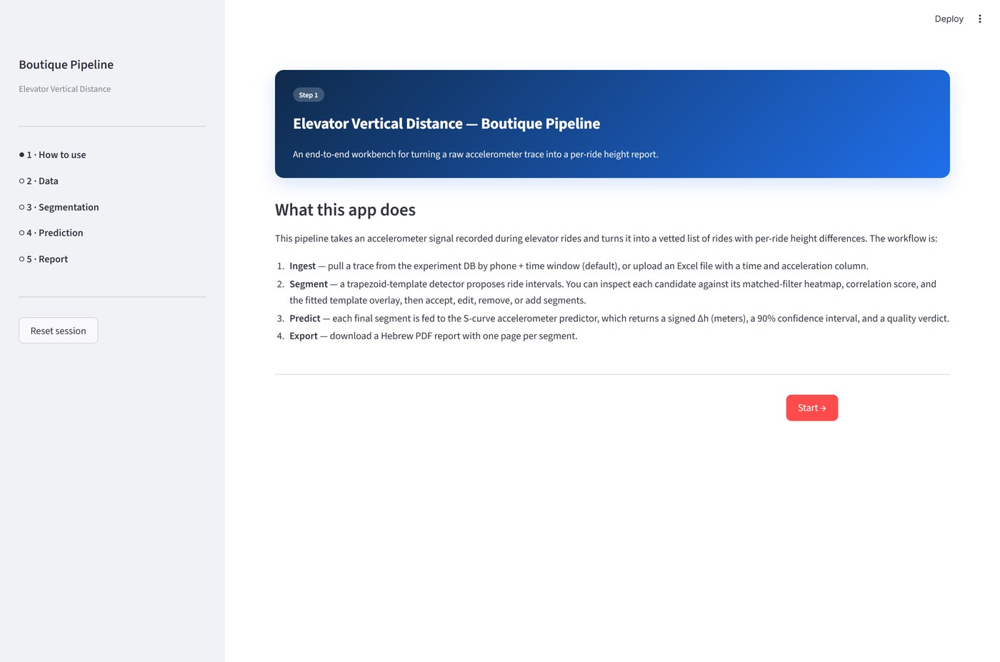 Deploy
Boutique Pipeline
Elevator Vertical Distance
1 · How to use
2 · Data
3 · Segmentation
4 · Prediction
5 · Report
Reset session
Step 1
Elevator Vertical Distance — Boutique Pipeline
An end-to-end workbench for turning a raw accelerometer trace into a per-ride height report.
What this app does
This pipeline takes an accelerometer signal recorded during elevator rides and turns it into a vetted list of rides with per-ride height differences. The workflow is:
1. Ingest — pull a trace from the experiment DB by phone + time window (default), or upload an Excel file with a time and acceleration column.
2. Segment — a trapezoid-template detector proposes ride intervals. You can inspect each candidate against its matched-filter heatmap, correlation score, and
the fitted template overlay, then accept, edit, remove, or add segments.
3. Predict — each final segment is fed to the S-curve accelerometer predictor, which returns a signed Δh (meters), a 90% confidence interval, and a quality verdict.
4. Export — download a Hebrew PDF report with one page per segment.
Start →